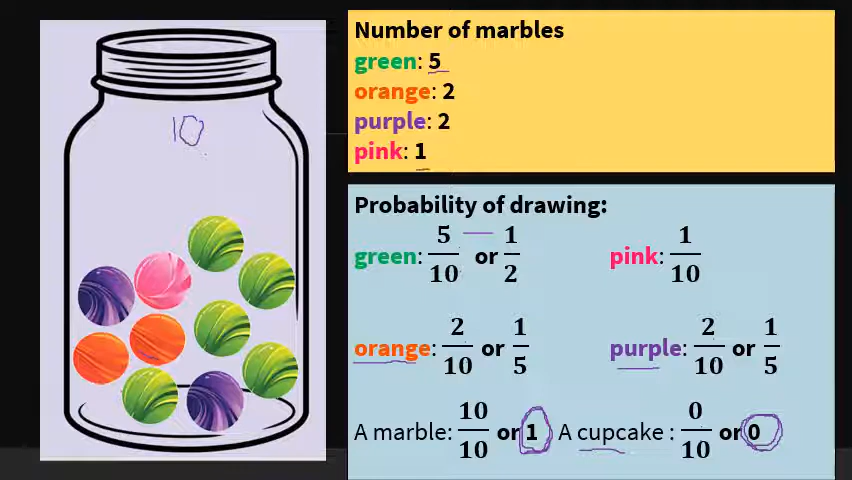 10
Number of marbles
green: 5
orange: 2
purple: 2
pink: 1
Probability of drawing:
green: 5/10 or 1/2 pink: 1/10
orange: 2/10 or 1/5 purple: 2/10 or 1/5
A marble: 10/10 or 1 A cupcake : 0/10 or 0